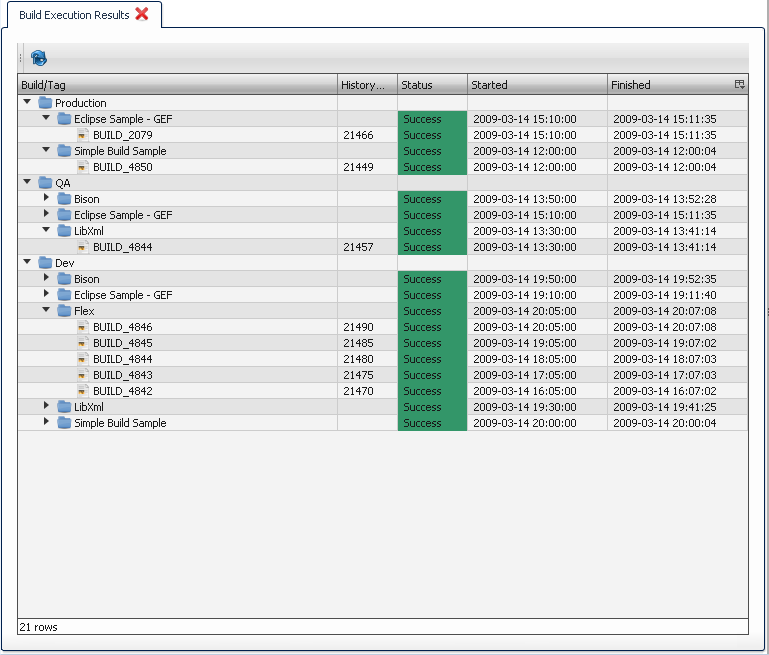 Build Execution Results
Build/Tag History... Status Started Finished
Production
Eclipse Sample - GEF Success 2009-03-14 15:10:00 2009-03-14 15:11:35
BUILD_2079 21466 Success 2009-03-14 15:10:00 2009-03-14 15:11:35
Simple Build Sample Success 2009-03-14 12:00:00 2009-03-14 12:00:04
BUILD_4850 21449 Success 2009-03-14 12:00:00 2009-03-14 12:00:04
QA
Bison Success 2009-03-14 13:50:00 2009-03-14 13:52:28
Eclipse Sample - GEF Success 2009-03-14 15:10:00 2009-03-14 15:11:35
LibXml Success 2009-03-14 13:30:00 2009-03-14 13:41:14
BUILD_4844 21457 Success 2009-03-14 13:30:00 2009-03-14 13:41:14
Dev
Bison Success 2009-03-14 19:50:00 2009-03-14 19:52:35
Eclipse Sample - GEF Success 2009-03-14 19:10:00 2009-03-14 19:11:40
Flex Success 2009-03-14 20:05:00 2009-03-14 20:07:08
BUILD_4846 21490 Success 2009-03-14 20:05:00 2009-03-14 20:07:08
BUILD_4845 21485 Success 2009-03-14 19:05:00 2009-03-14 19:07:02
BUILD_4844 21480 Success 2009-03-14 18:05:00 2009-03-14 18:07:03
BUILD_4843 21475 Success 2009-03-14 17:05:00 2009-03-14 17:07:03
BUILD_4842 21470 Success 2009-03-14 16:05:00 2009-03-14 16:07:02
LibXml Success 2009-03-14 19:30:00 2009-03-14 19:41:25
Simple Build Sample Success 2009-03-14 20:00:00 2009-03-14 20:00:04
21 rows